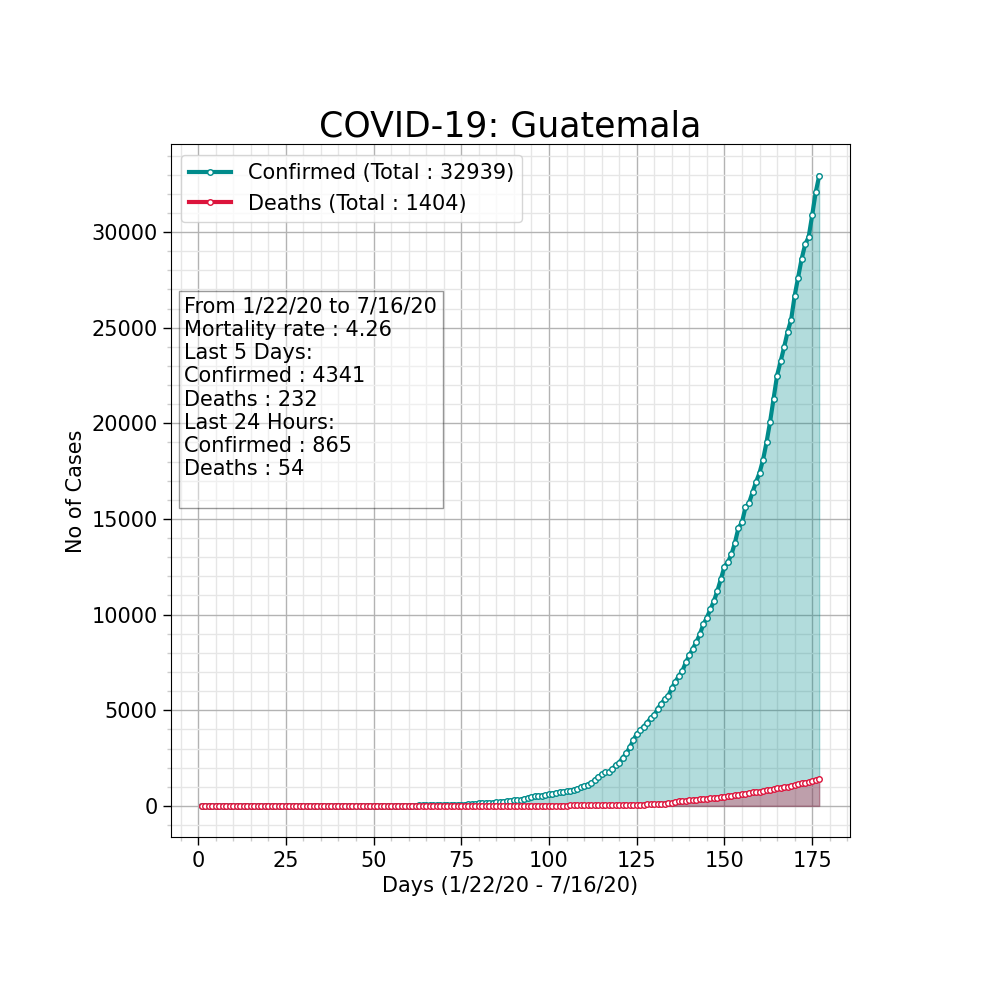 COVID-19: Guatemala
Confirmed (Total : 32939)
Deaths (Total : 1404)
From 1/22/20 to 7/16/20
Mortality rate : 4.26
Last 5 Days:
Confirmed : 4341
Deaths : 232
Last 24 Hours:
Confirmed : 865
Deaths : 54
No of Cases
30000
25000
20000
15000
10000
5000
0
0 25 50 75 100 125 150 175
Days (1/22/20 - 7/16/20)